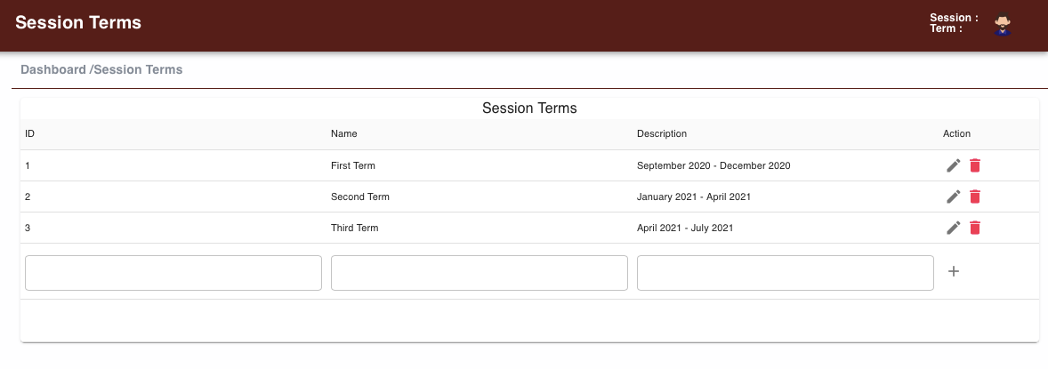 Session Terms
Session :
Term :
Dashboard /Session Terms
Session Terms
ID Name Description Action
1 First Term September 2020 - December 2020
2 Second Term January 2021 - April 2021
3 Third Term April 2021 - July 2021